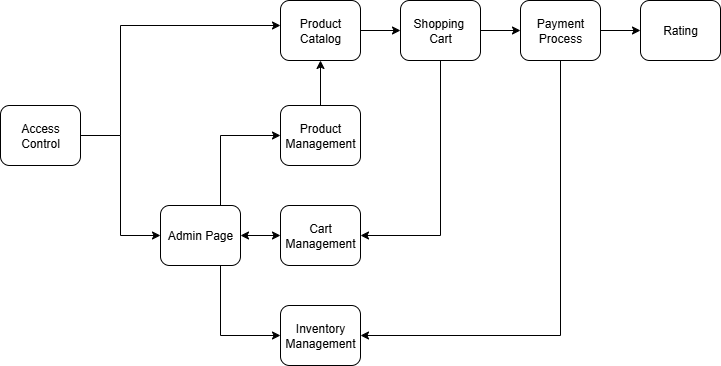 Product
Catalog
Shopping
Cart
Payment
Process
Rating
Access
Control
Product
Management
Admin Page
Cart
Management
Inventory
Management